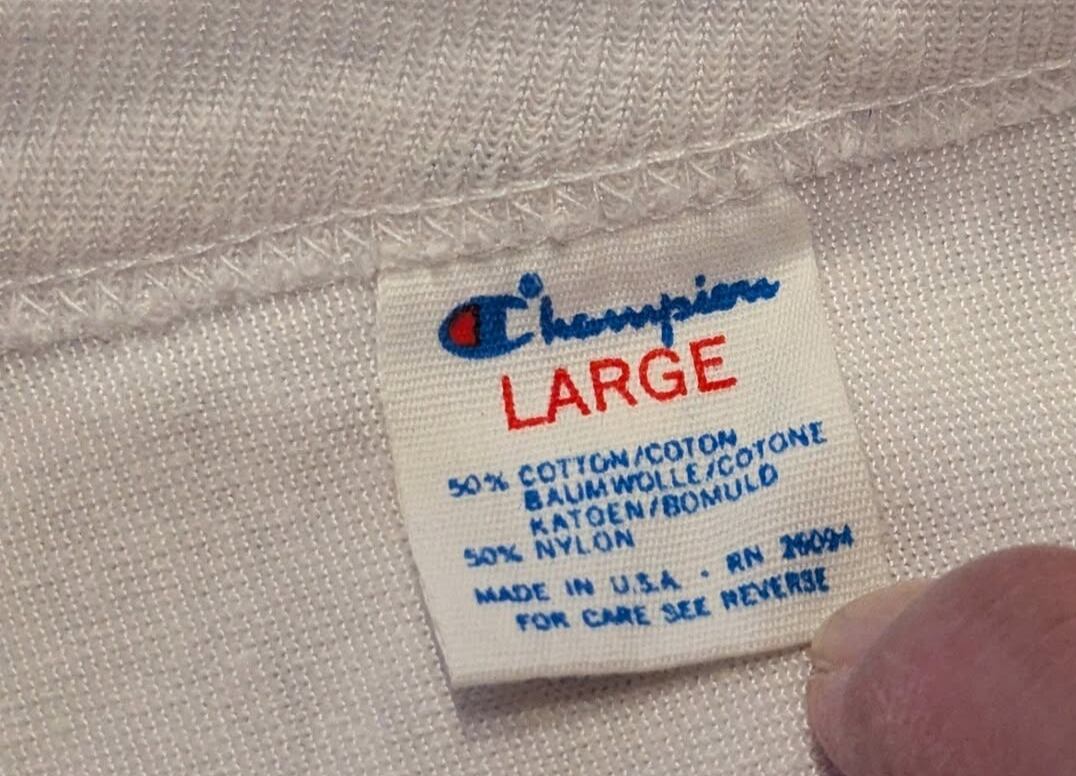 Champion®
LARGE
50% COTTON/COTON
BAUMWOLLE/COTONE
KATOEN/BOMULD
50% NYLON
MADE IN U.S.A. · RN 26094
FOR CARE SEE REVERSE